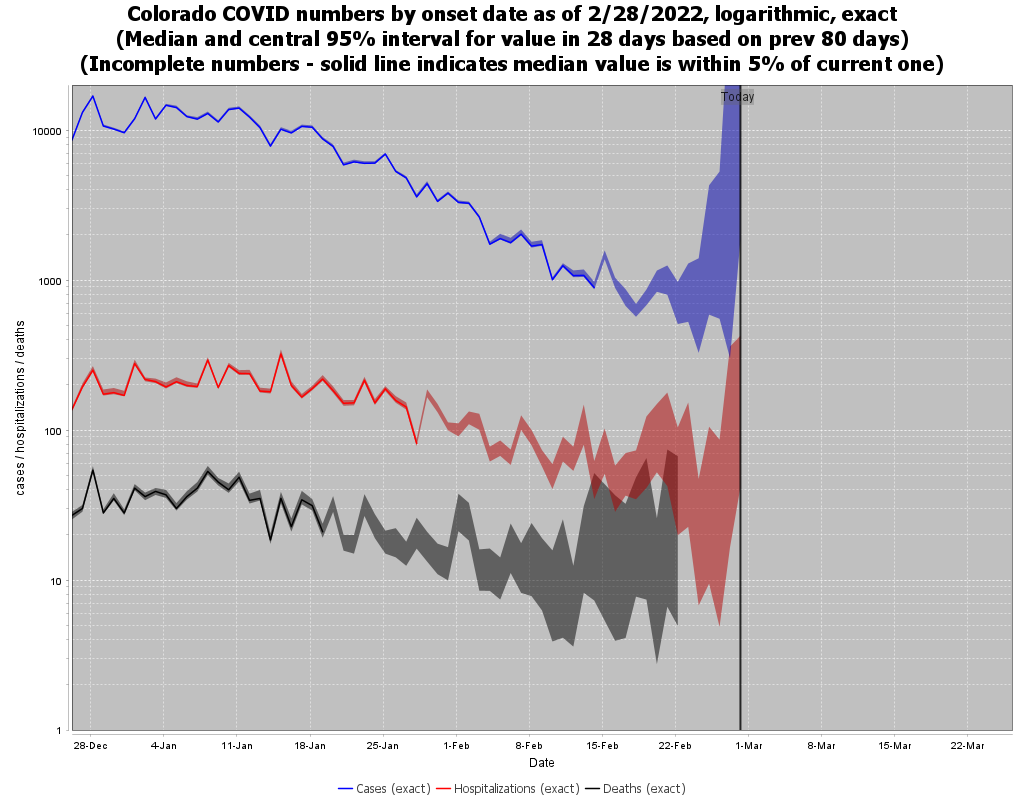 Colorado COVID numbers by onset date as of 2/28/2022, logarithmic, exact
(Median and central 95% interval for value in 28 days based on prev 80 days)
(Incomplete numbers - solid line indicates median value is within 5% of current one)
Today
10000
1000
100
10
1
cases / hospitalizations / deaths
28-Dec 4-Jan 11-Jan 18-Jan 25-Jan 1-Feb 8-Feb 15-Feb 22-Feb 1-Mar 8-Mar 15-Mar 22-Mar
Date
Cases (exact) Hospitalizations (exact) Deaths (exact)